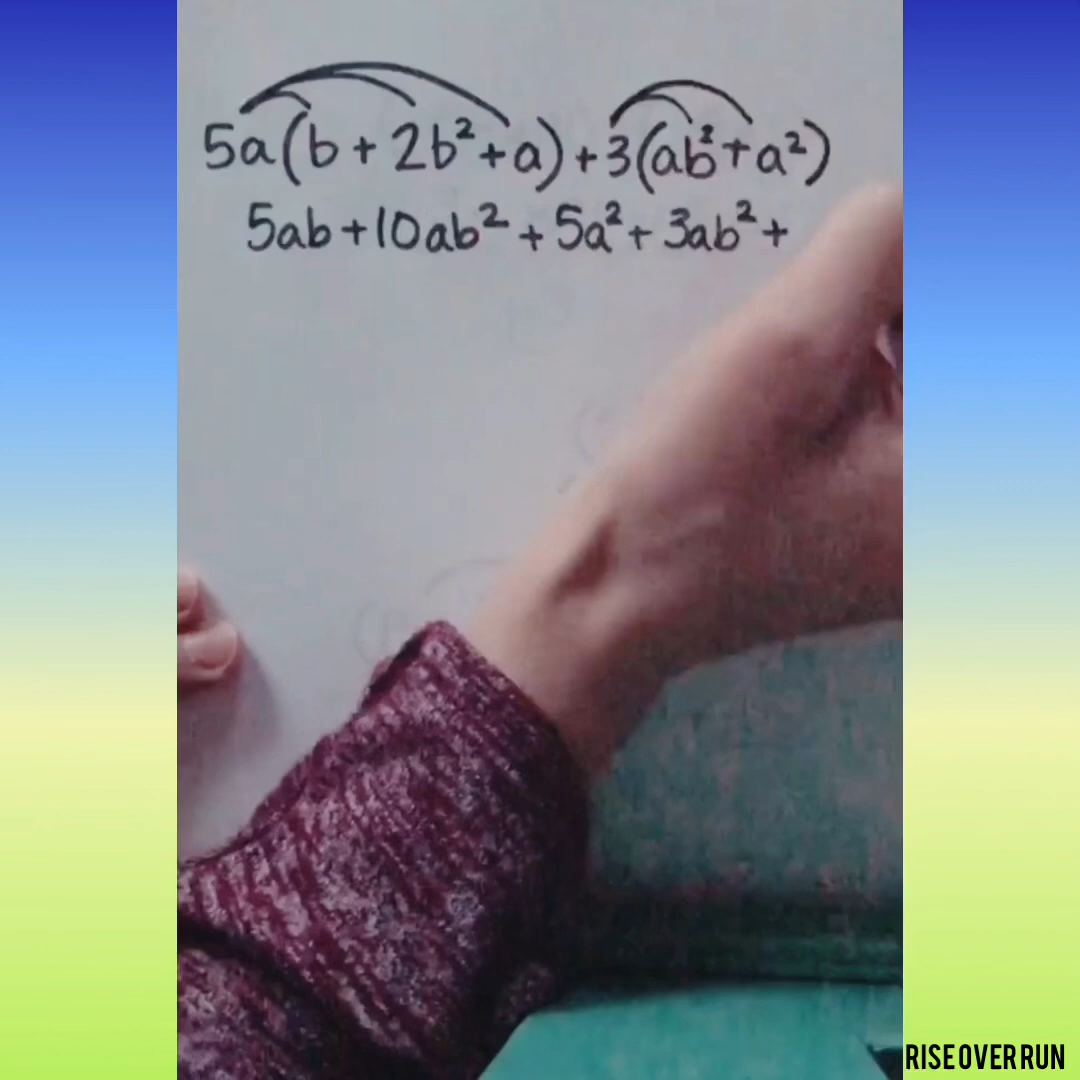 5a(b + 2b² + a) + 3(ab² + a²)
5ab + 10ab² + 5a² + 3ab² +
RISE OVER RUN